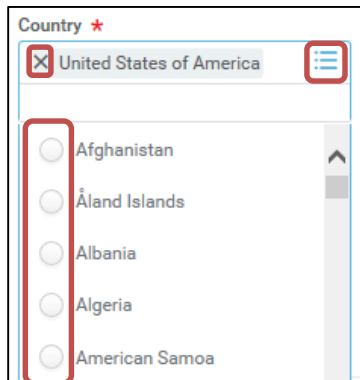 Country *
× United States of America
Afghanistan
Åland Islands
Albania
Algeria
American Samoa